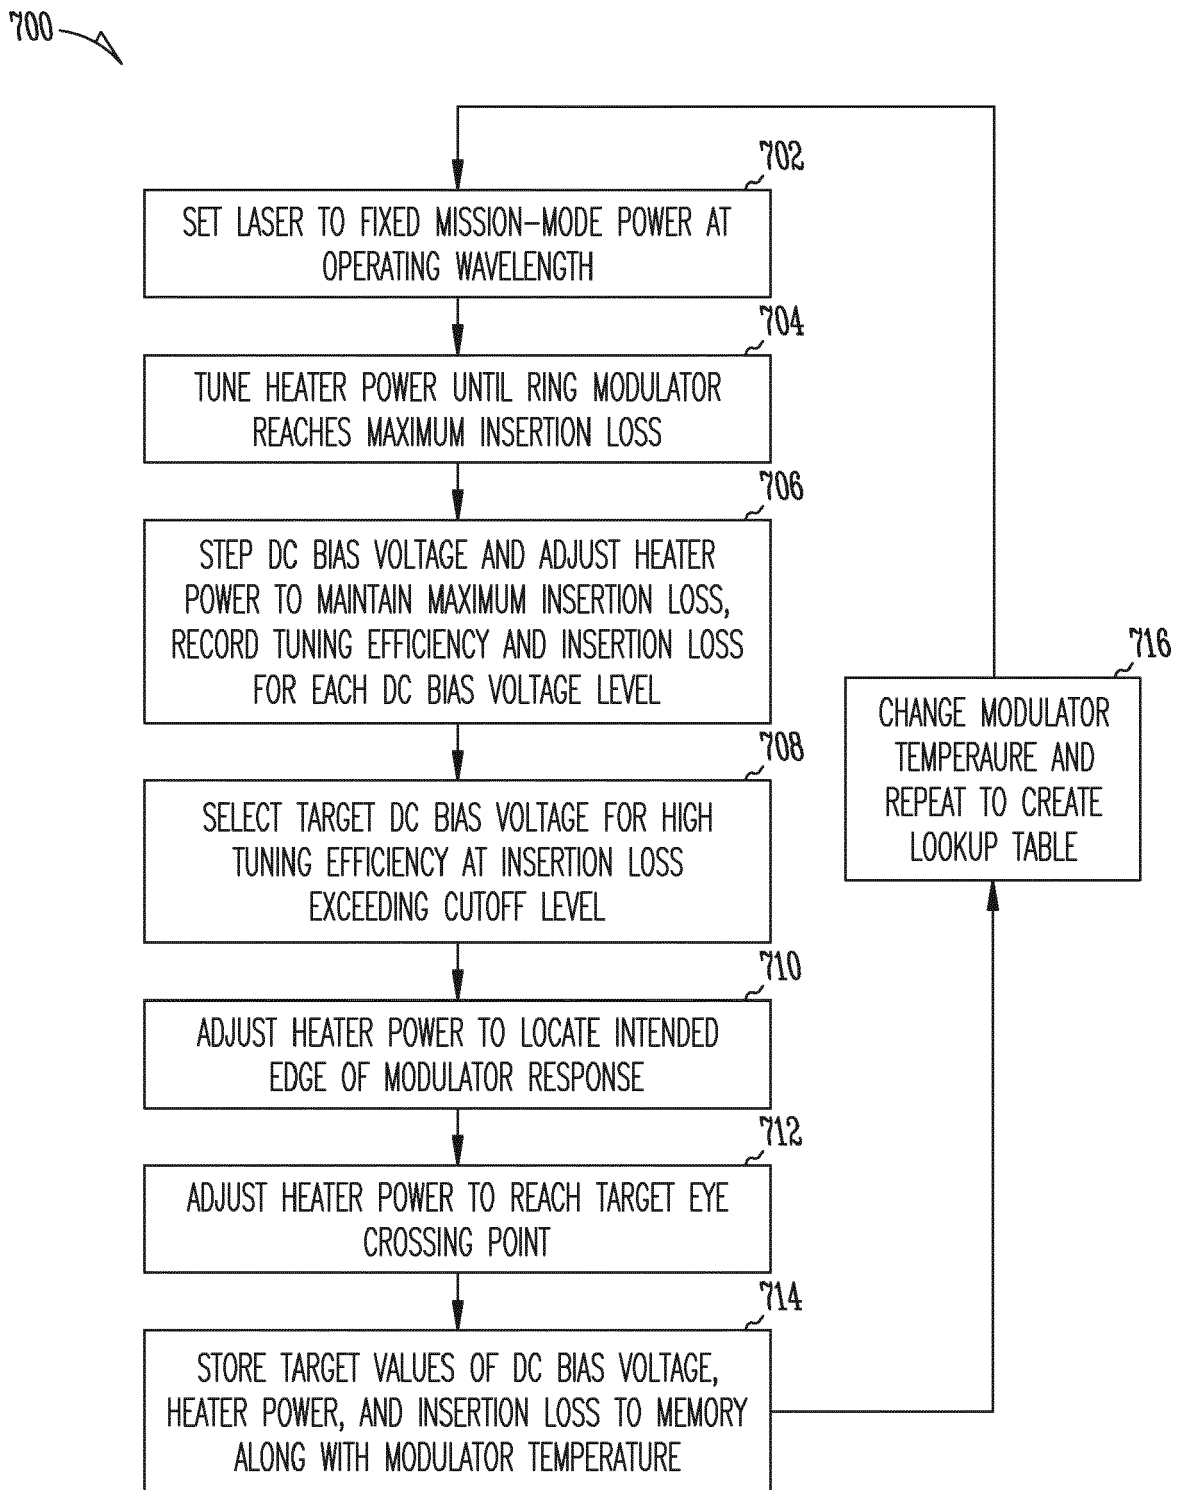 700
702
SET LASER TO FIXED MISSION-MODE POWER AT
OPERATING WAVELENGTH
704
TUNE HEATER POWER UNTIL RING MODULATOR
REACHES MAXIMUM INSERTION LOSS
706
STEP DC BIAS VOLTAGE AND ADJUST HEATER
POWER TO MAINTAIN MAXIMUM INSERTION LOSS,
RECORD TUNING EFFICIENCY AND INSERTION LOSS
FOR EACH DC BIAS VOLTAGE LEVEL
708
SELECT TARGET DC BIAS VOLTAGE FOR HIGH
TUNING EFFICIENCY AT INSERTION LOSS
EXCEEDING CUTOFF LEVEL
710
ADJUST HEATER POWER TO LOCATE INTENDED
EDGE OF MODULATOR RESPONSE
712
ADJUST HEATER POWER TO REACH TARGET EYE
CROSSING POINT
714
STORE TARGET VALUES OF DC BIAS VOLTAGE,
HEATER POWER, AND INSERTION LOSS TO MEMORY
ALONG WITH MODULATOR TEMPERATURE
716
CHANGE MODULATOR
TEMPERAURE AND
REPEAT TO CREATE
LOOKUP TABLE